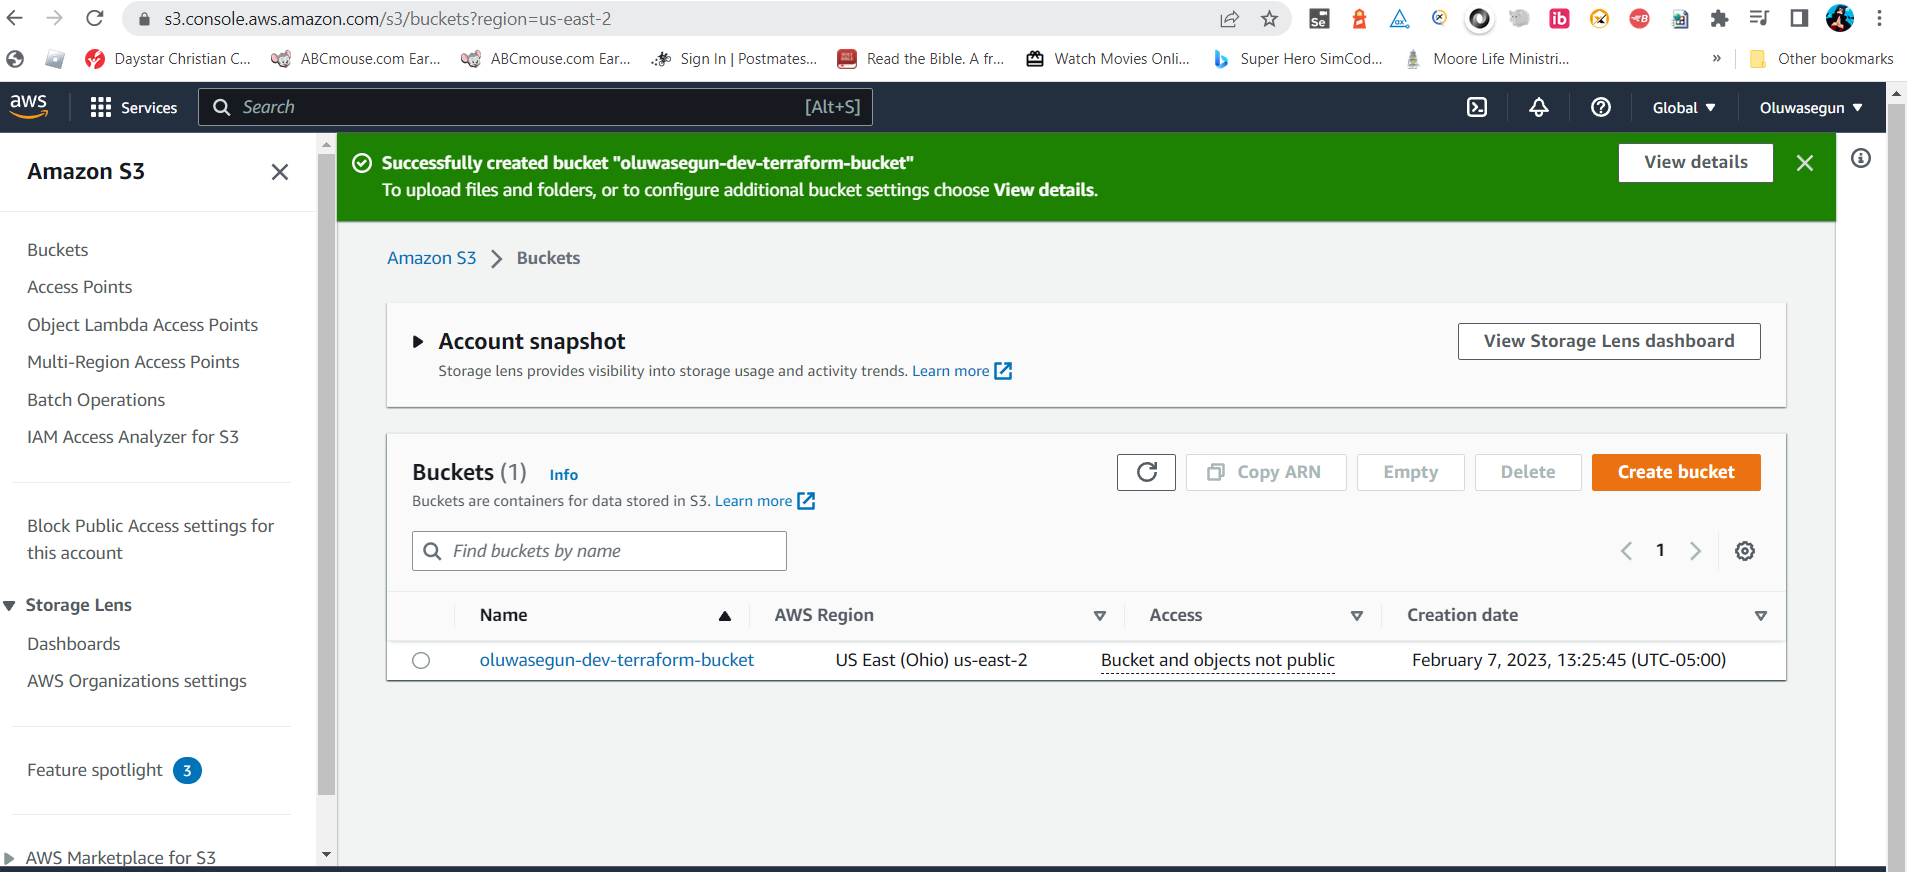 s3.console.aws.amazon.com/s3/buckets?region=us-east-2
Daystar Christian C...
ABCmouse.com Ear...
ABCmouse.com Ear...
Sign In | Postmates...
Read the Bible. A fr...
Watch Movies Onli...
Super Hero SimCod...
Moore Life Ministri...
»
Other bookmarks
aws
Services
Search
[Alt+S]
Global
Oluwasegun
Amazon S3
Buckets
Access Points
Object Lambda Access Points
Multi-Region Access Points
Batch Operations
IAM Access Analyzer for S3
Block Public Access settings for
this account
Storage Lens
Dashboards
AWS Organizations settings
Feature spotlight 3
AWS Marketplace for S3
Successfully created bucket "oluwasegun-dev-terraform-bucket"
To upload files and folders, or to configure additional bucket settings choose View details.
View details
Amazon S3 > Buckets
Account snapshot
Storage lens provides visibility into storage usage and activity trends. Learn more
View Storage Lens dashboard
Buckets (1) Info
Buckets are containers for data stored in S3. Learn more
Copy ARN
Empty
Delete
Create bucket
Find buckets by name
1
Name AWS Region Access Creation date
oluwasegun-dev-terraform-bucket US East (Ohio) us-east-2 Bucket and objects not public February 7, 2023, 13:25:45 (UTC-05:00)